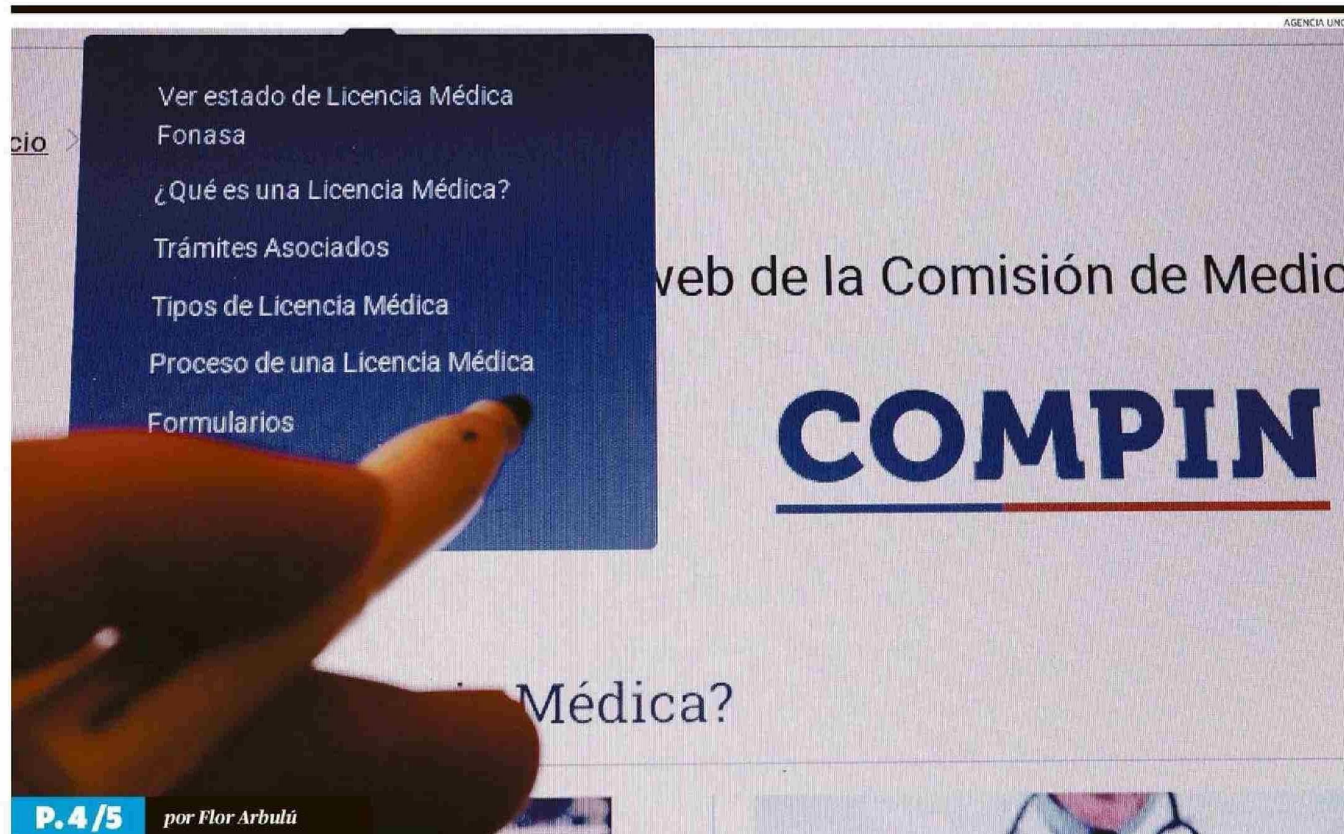 AGENCIA UNO
cio
Ver estado de Licencia Médica
Fonasa
¿Qué es una Licencia Médica?
Trámites Asociados
Tipos de Licencia Médica
Proceso de una Licencia Médica
Formularios
web de la Comisión de Medic
COMPIN
Médica?
P. 4/5
por Flor Arbulú